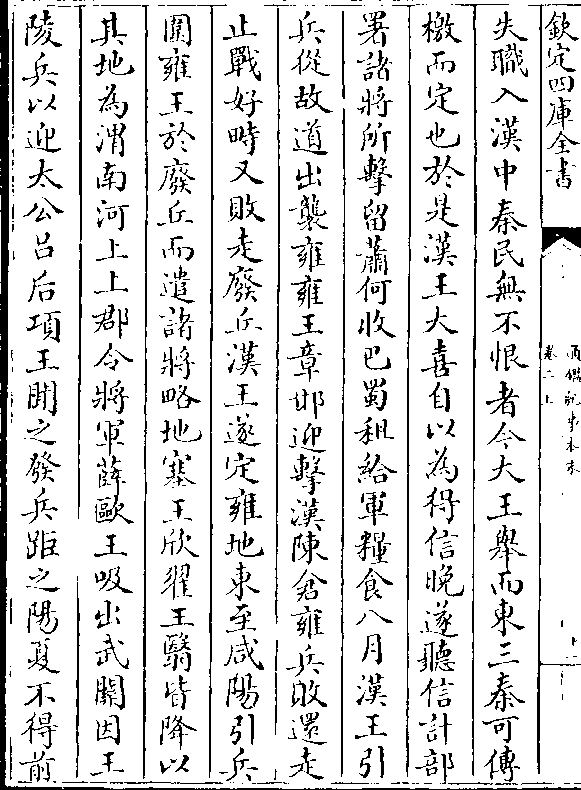 欽定四庫全書
通鑑紀事本末
卷二上
失職入漢中秦民無不恨者今大王舉而東三秦可傳
檄而定也於是漢王大喜自以為得信晚遂聽信計部
署諸將所擊留蕭何收巴蜀租給軍糧食八月漢王引
兵從故道出襲雍雍王章邯迎擊漢陳倉雍兵敗還走
止戰好畤又敗走廢丘漢王遂定雍地東至咸陽引兵
圍雍王於廢丘而遣諸將略地塞王欣翟王翳皆降以
其地為渭南河上上郡令將軍薛歐王吸出武關因王
陵兵以迎太公呂后項王聞之發兵距之陽夏不得前